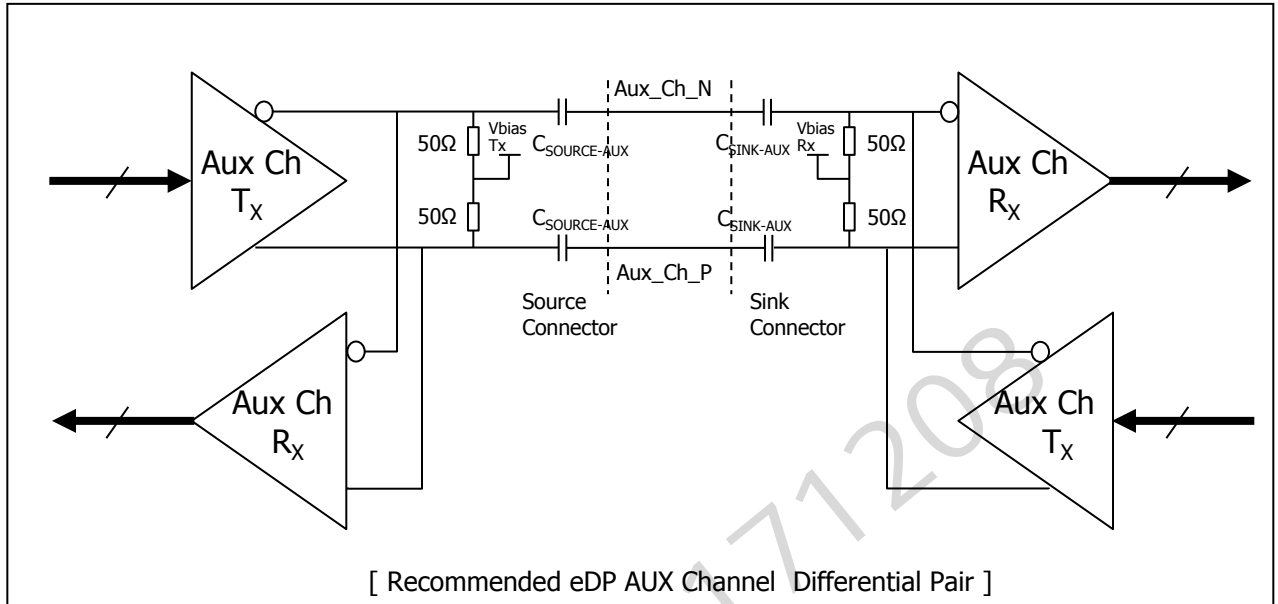 Aux_Ch_N
Aux Ch
TX
50Ω
Vbias
Tx
CSOURCE-AUX
CSINK-AUX
Vbias
Rx
50Ω
Aux Ch
RX
50Ω
CSOURCE-AUX
CSINK-AUX
50Ω
Aux_Ch_P
Source
Connector
Sink
Connector
Aux Ch
RX
Aux Ch
TX
171208
[ Recommended eDP AUX Channel Differential Pair ]